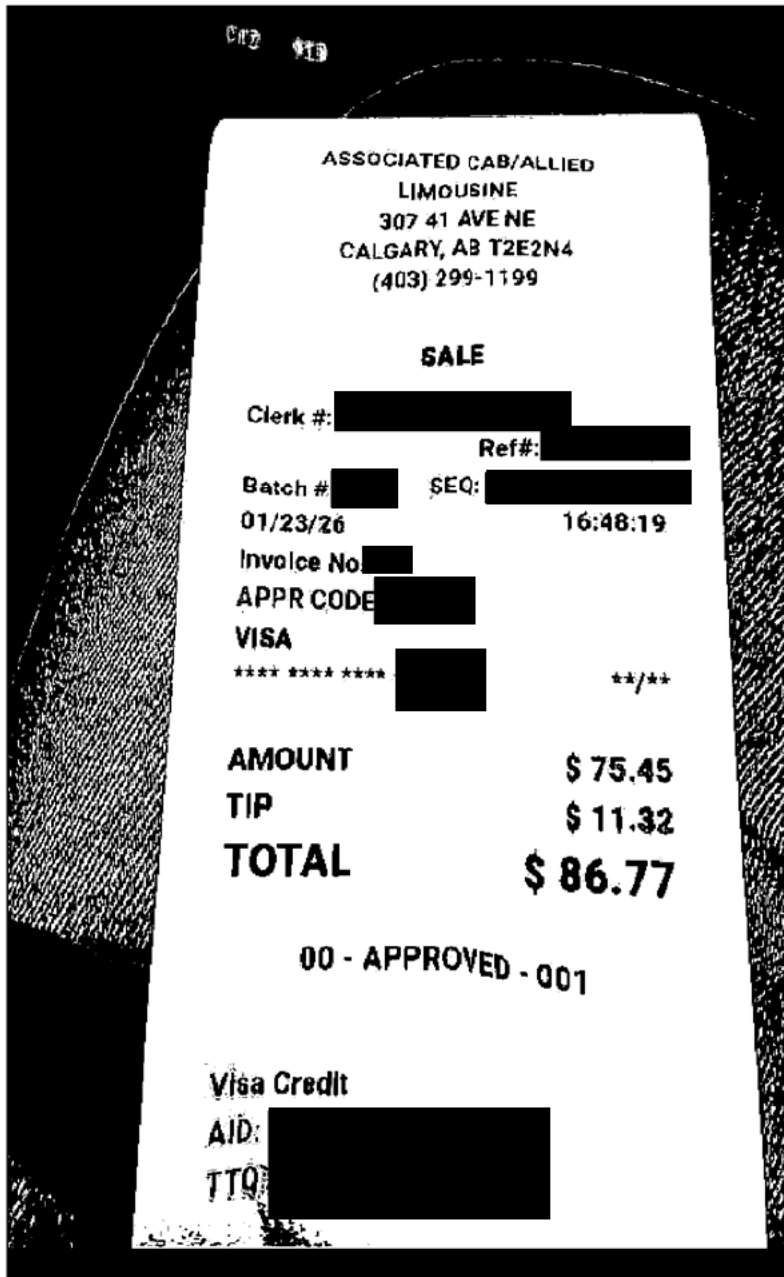 ASSOCIATED CAB/ALLIED
LIMOUSINE
307 41 AVE NE
CALGARY, AB T2E2N4
(403) 299-1199
SALE
Clerk #:
Ref#:
Batch # SEQ:
01/23/26 16:48:19
Invoice No.
APPR CODE
VISA
**** **** **** **/**
AMOUNT $ 75.45
TIP $ 11.32
TOTAL $ 86.77
00 - APPROVED - 001
Visa Credit
AID:
TTQ